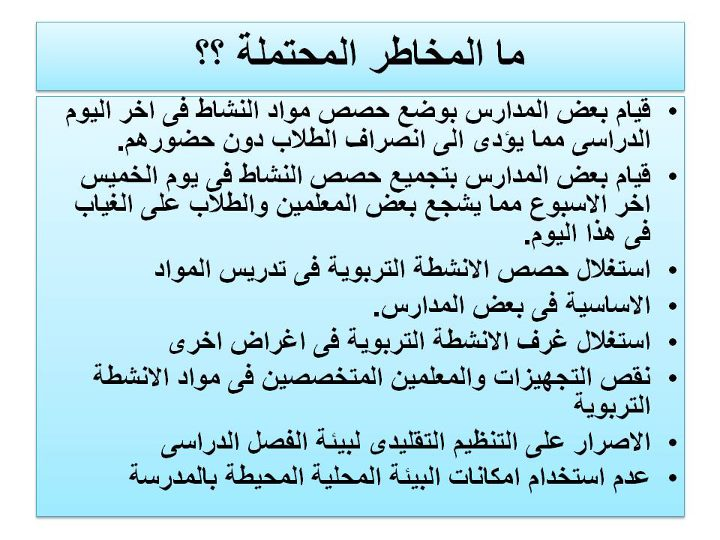 ما المخاطر المحتملة ؟؟
• قيام بعض المدارس بوضع حصص مواد النشاط فى اخر اليوم
الدراسى مما يؤدى الى انصراف الطلاب دون حضورهم.
• قيام بعض المدارس بتجميع حصص النشاط فى يوم الخميس
اخر الاسبوع مما يشجع بعض المعلمين والطلاب على الغياب
فى هذا اليوم.
• استغلال حصص الانشطة التربوية فى تدريس المواد
• الاساسية فى بعض المدارس.
• استغلال غرف الانشطة التربوية فى اغراض اخرى
• نقص التجهيزات والمعلمين المتخصصين فى مواد الانشطة
التربوية
• الاصرار على التنظيم التقليدى لبيئة الفصل الدراسى
• عدم استخدام امكانات البيئة المحلية المحيطة بالمدرسة